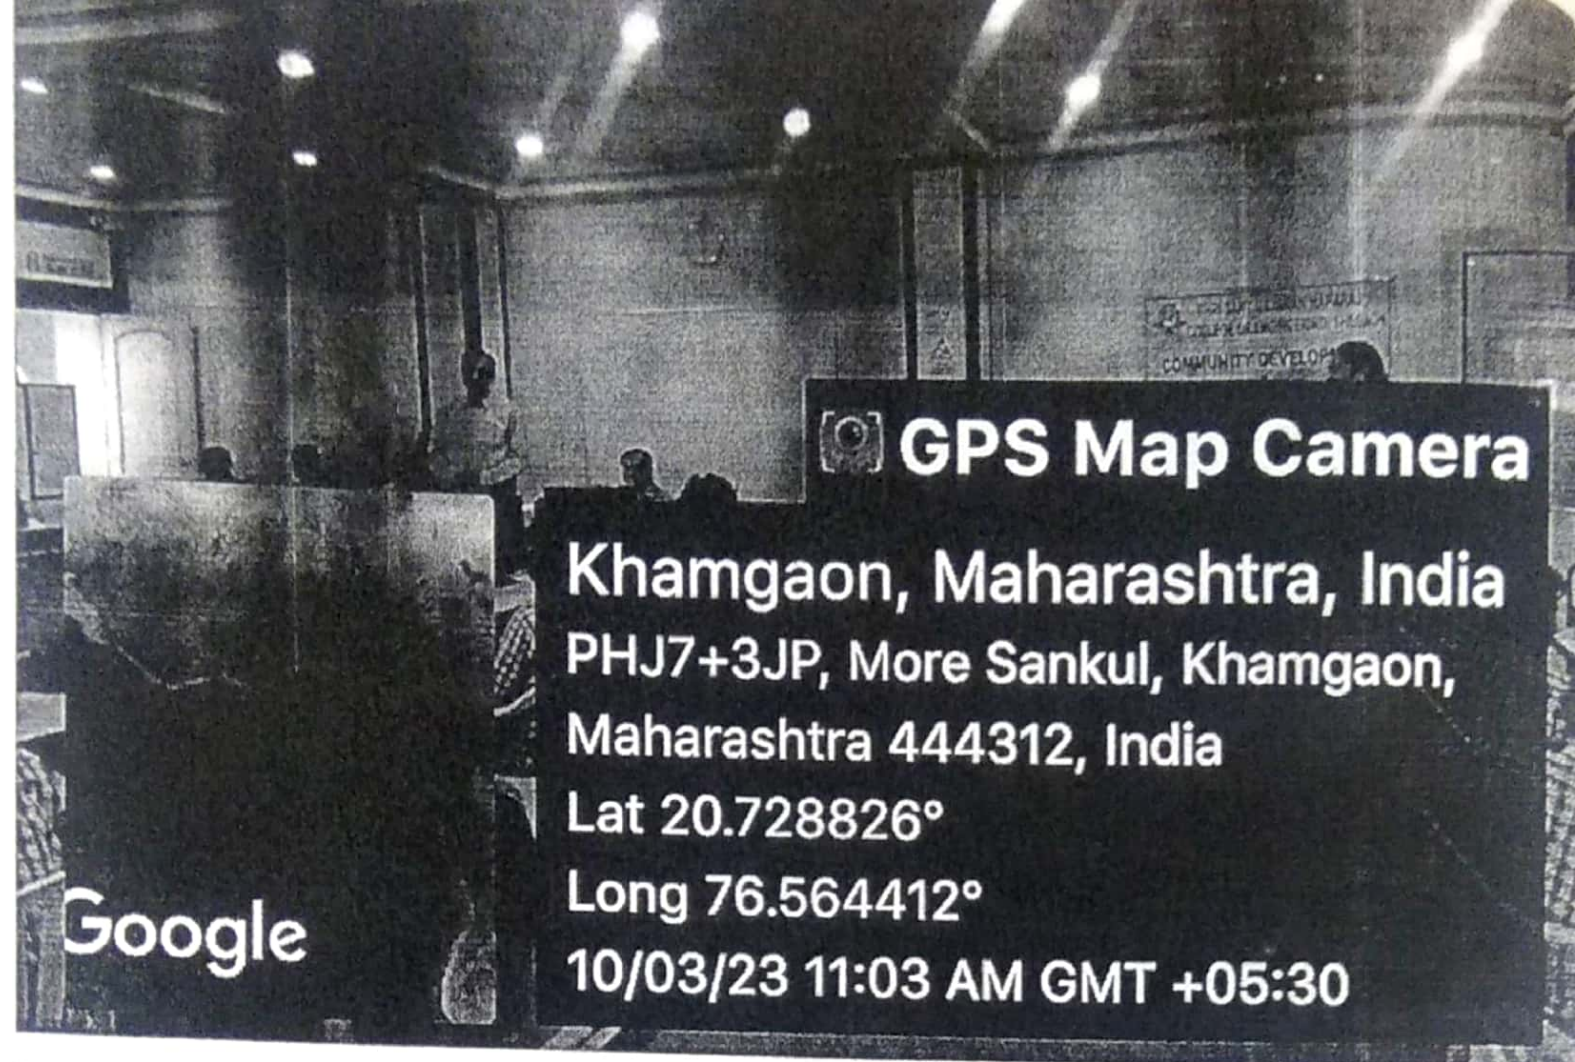 COMMUNITY DEVELOP
GPS Map Camera
Khamgaon, Maharashtra, India
PHJ7+3JP, More Sankul, Khamgaon,
Maharashtra 444312, India
Lat 20.728826°
Long 76.564412°
10/03/23 11:03 AM GMT +05:30
Google